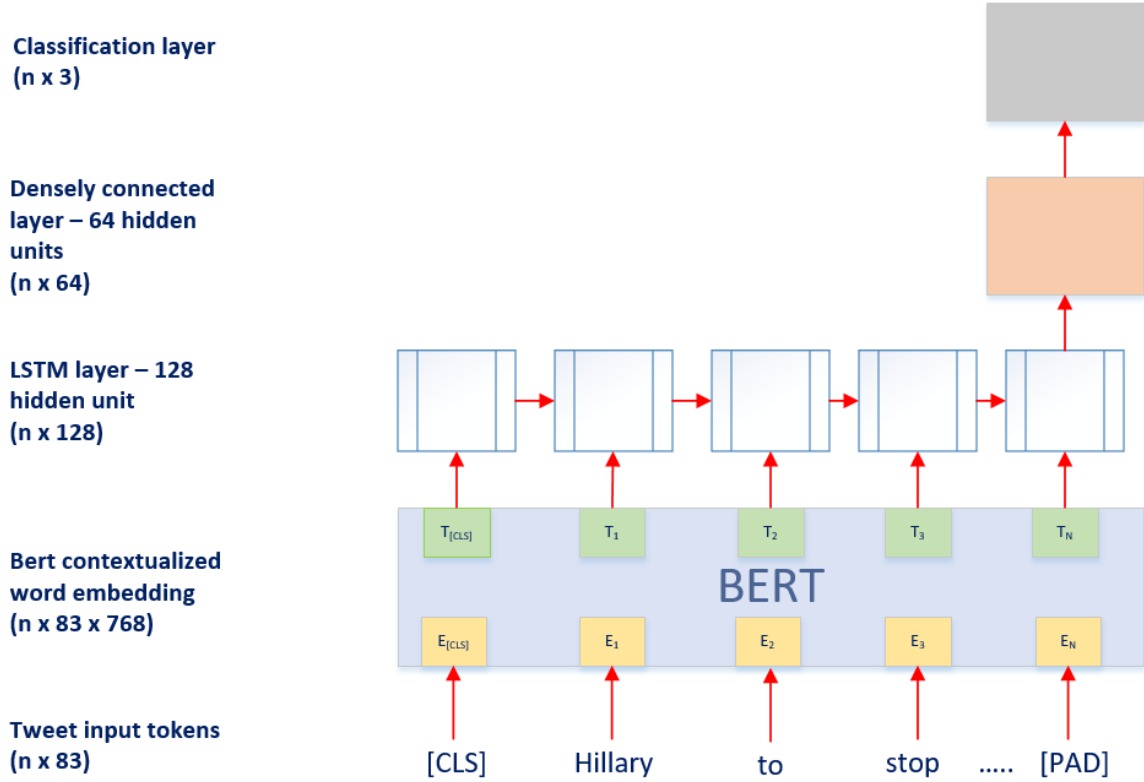 Classification layer
(n x 3)
Densely connected
layer – 64 hidden
units
(n x 64)
LSTM layer – 128
hidden unit
(n x 128)
T[CLS] T1 T2 T3 TN
Bert contextualized
word embedding
(n x 83 x 768)
BERT
E[CLS] E1 E2 E3 EN
Tweet input tokens
(n x 83)
[CLS] Hillary to stop ..... [PAD]